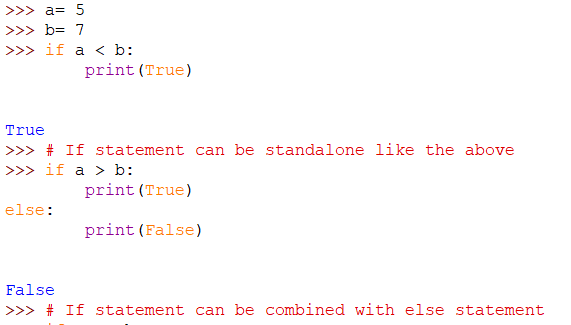 >>> a= 5
>>> b= 7
>>> if a < b:
        print(True)
True
>>> # If statement can be standalone like the above
>>> if a > b:
        print(True)
else:
        print(False)
False
>>> # If statement can be combined with else statement